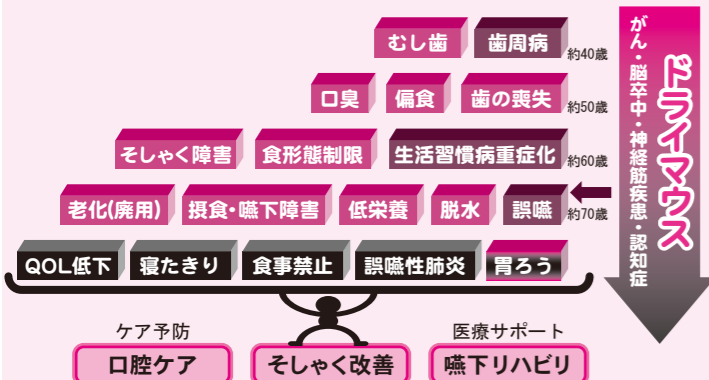 むし歯 歯周病 約40歳
口臭 偏食 歯の喪失 約50歳
そしゃく障害 食形態制限 生活習慣病重症化 約60歳
老化(廃用) 摂食・嚥下障害 低栄養 脱水 誤嚥 約70歳
QOL低下 寝たきり 食事禁止 誤嚥性肺炎 胃ろう
ドライマウス
がん・脳卒中・神経筋疾患・認知症
ケア予防 医療サポート
口腔ケア そしゃく改善 嚥下リハビリ